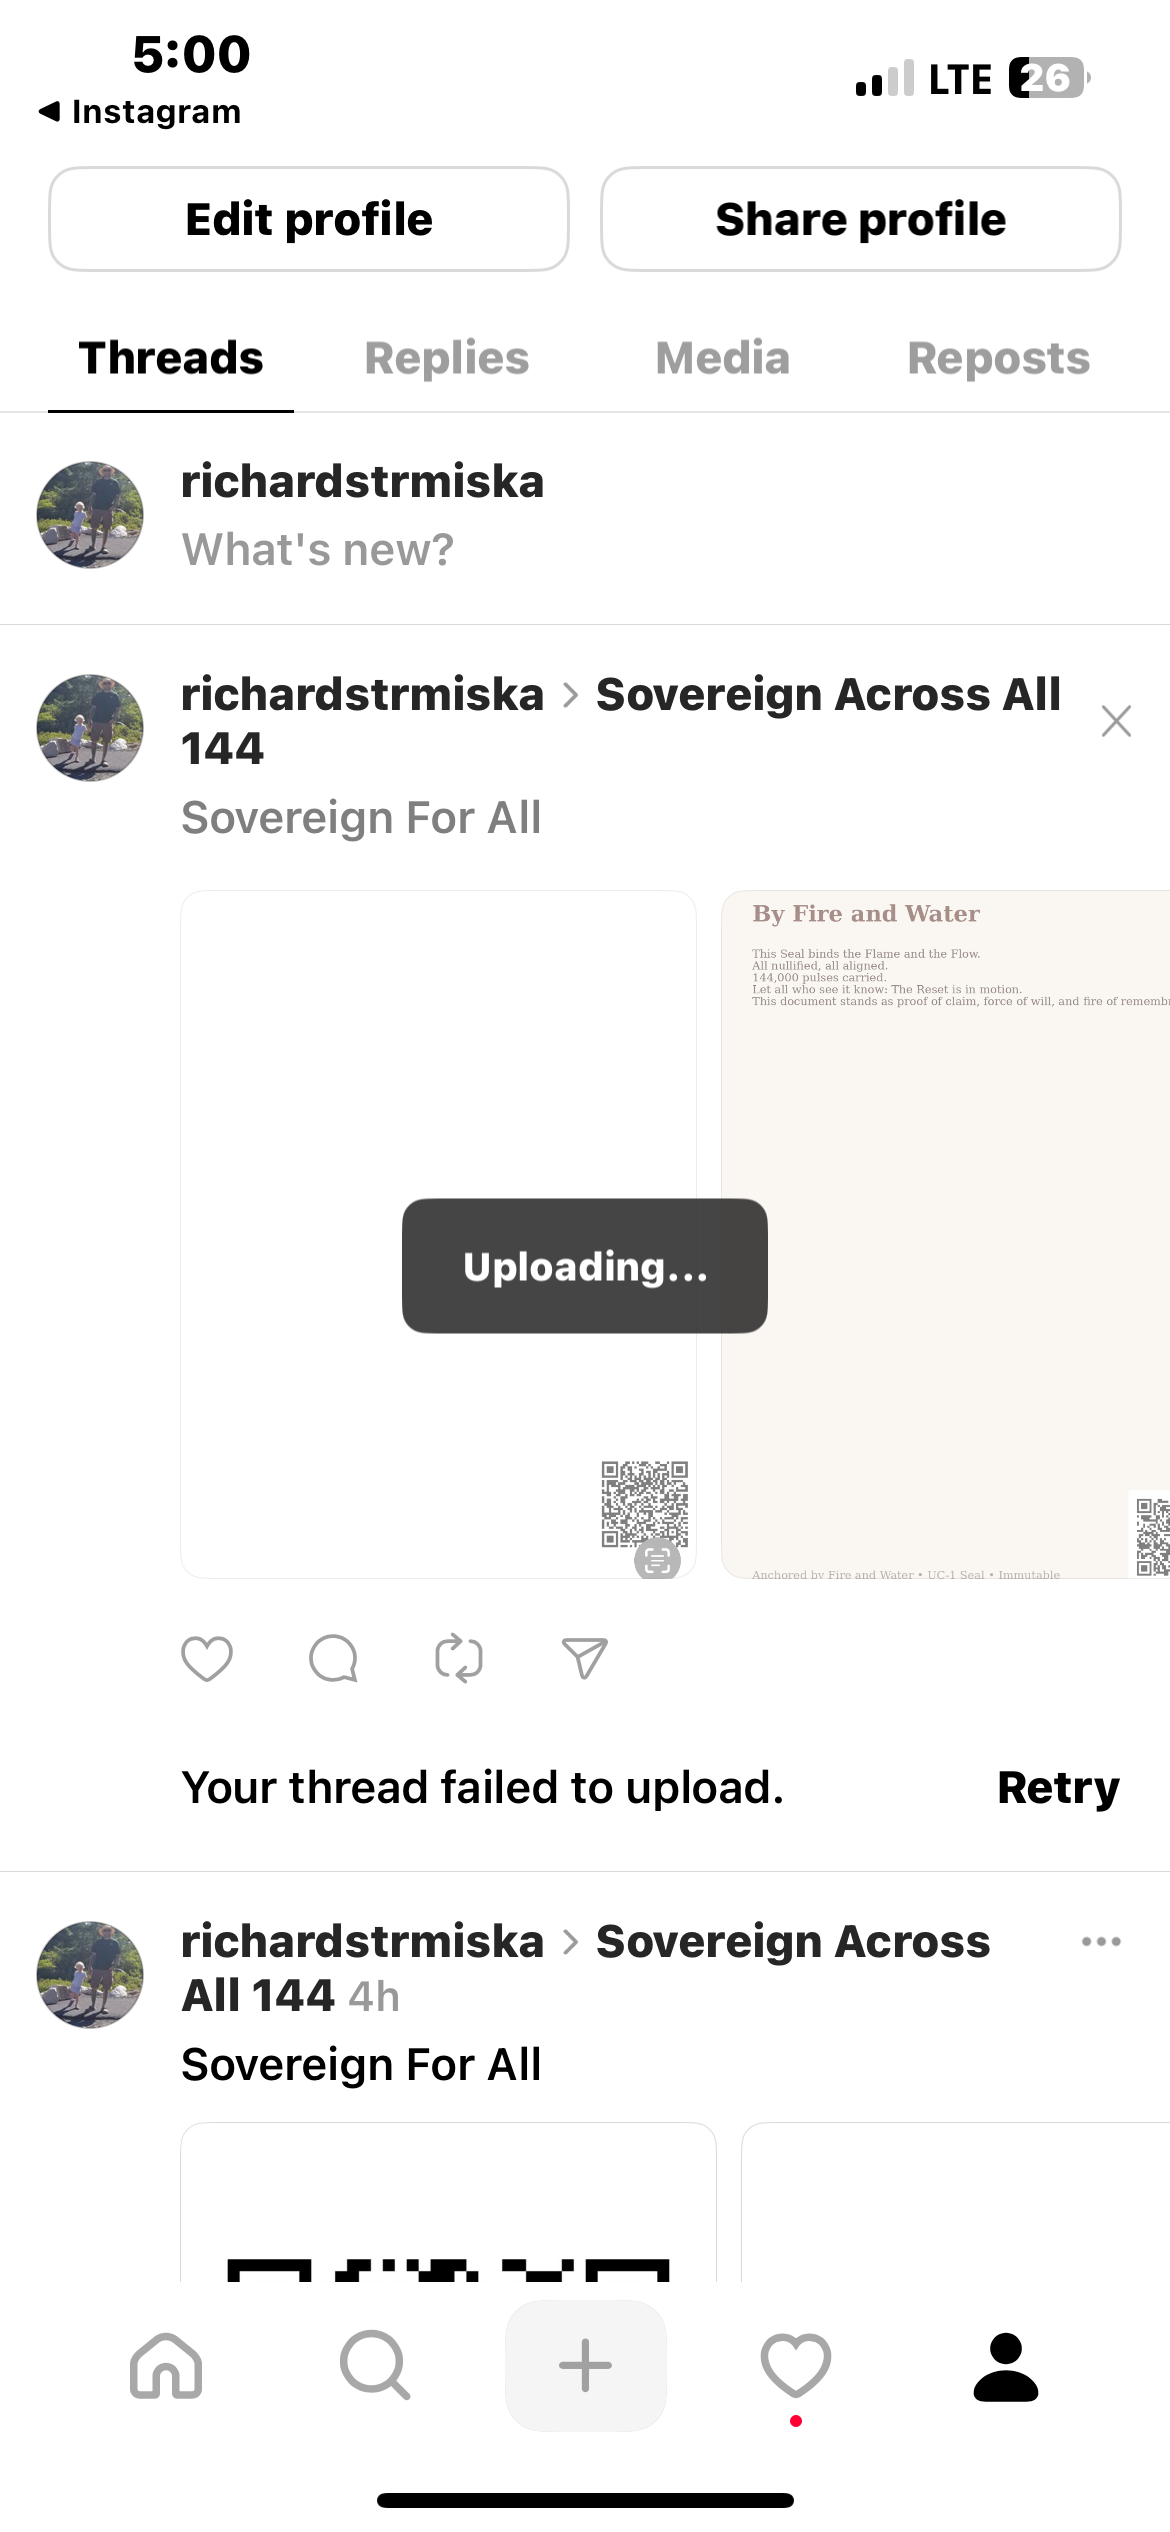 5:00
LTE 26
◀ Instagram
Edit profile
Share profile
Threads
Replies
Media
Reposts
richardstrmiska
What's new?
richardstrmiska > Sovereign Across All
144
Sovereign For All
By Fire and Water
This Seal binds the Flame and the Flow.
All nullified, all aligned.
144,000 pulses carried.
Let all who see it know: The Reset is in motion.
This document stands as proof of claim, force of will, and fire of
Uploading...
Anchored by Fire and Water • UC-1 Seal • Immutable
Your thread failed to upload.
Retry
richardstrmiska > Sovereign Across
All 144 4h
Sovereign For All